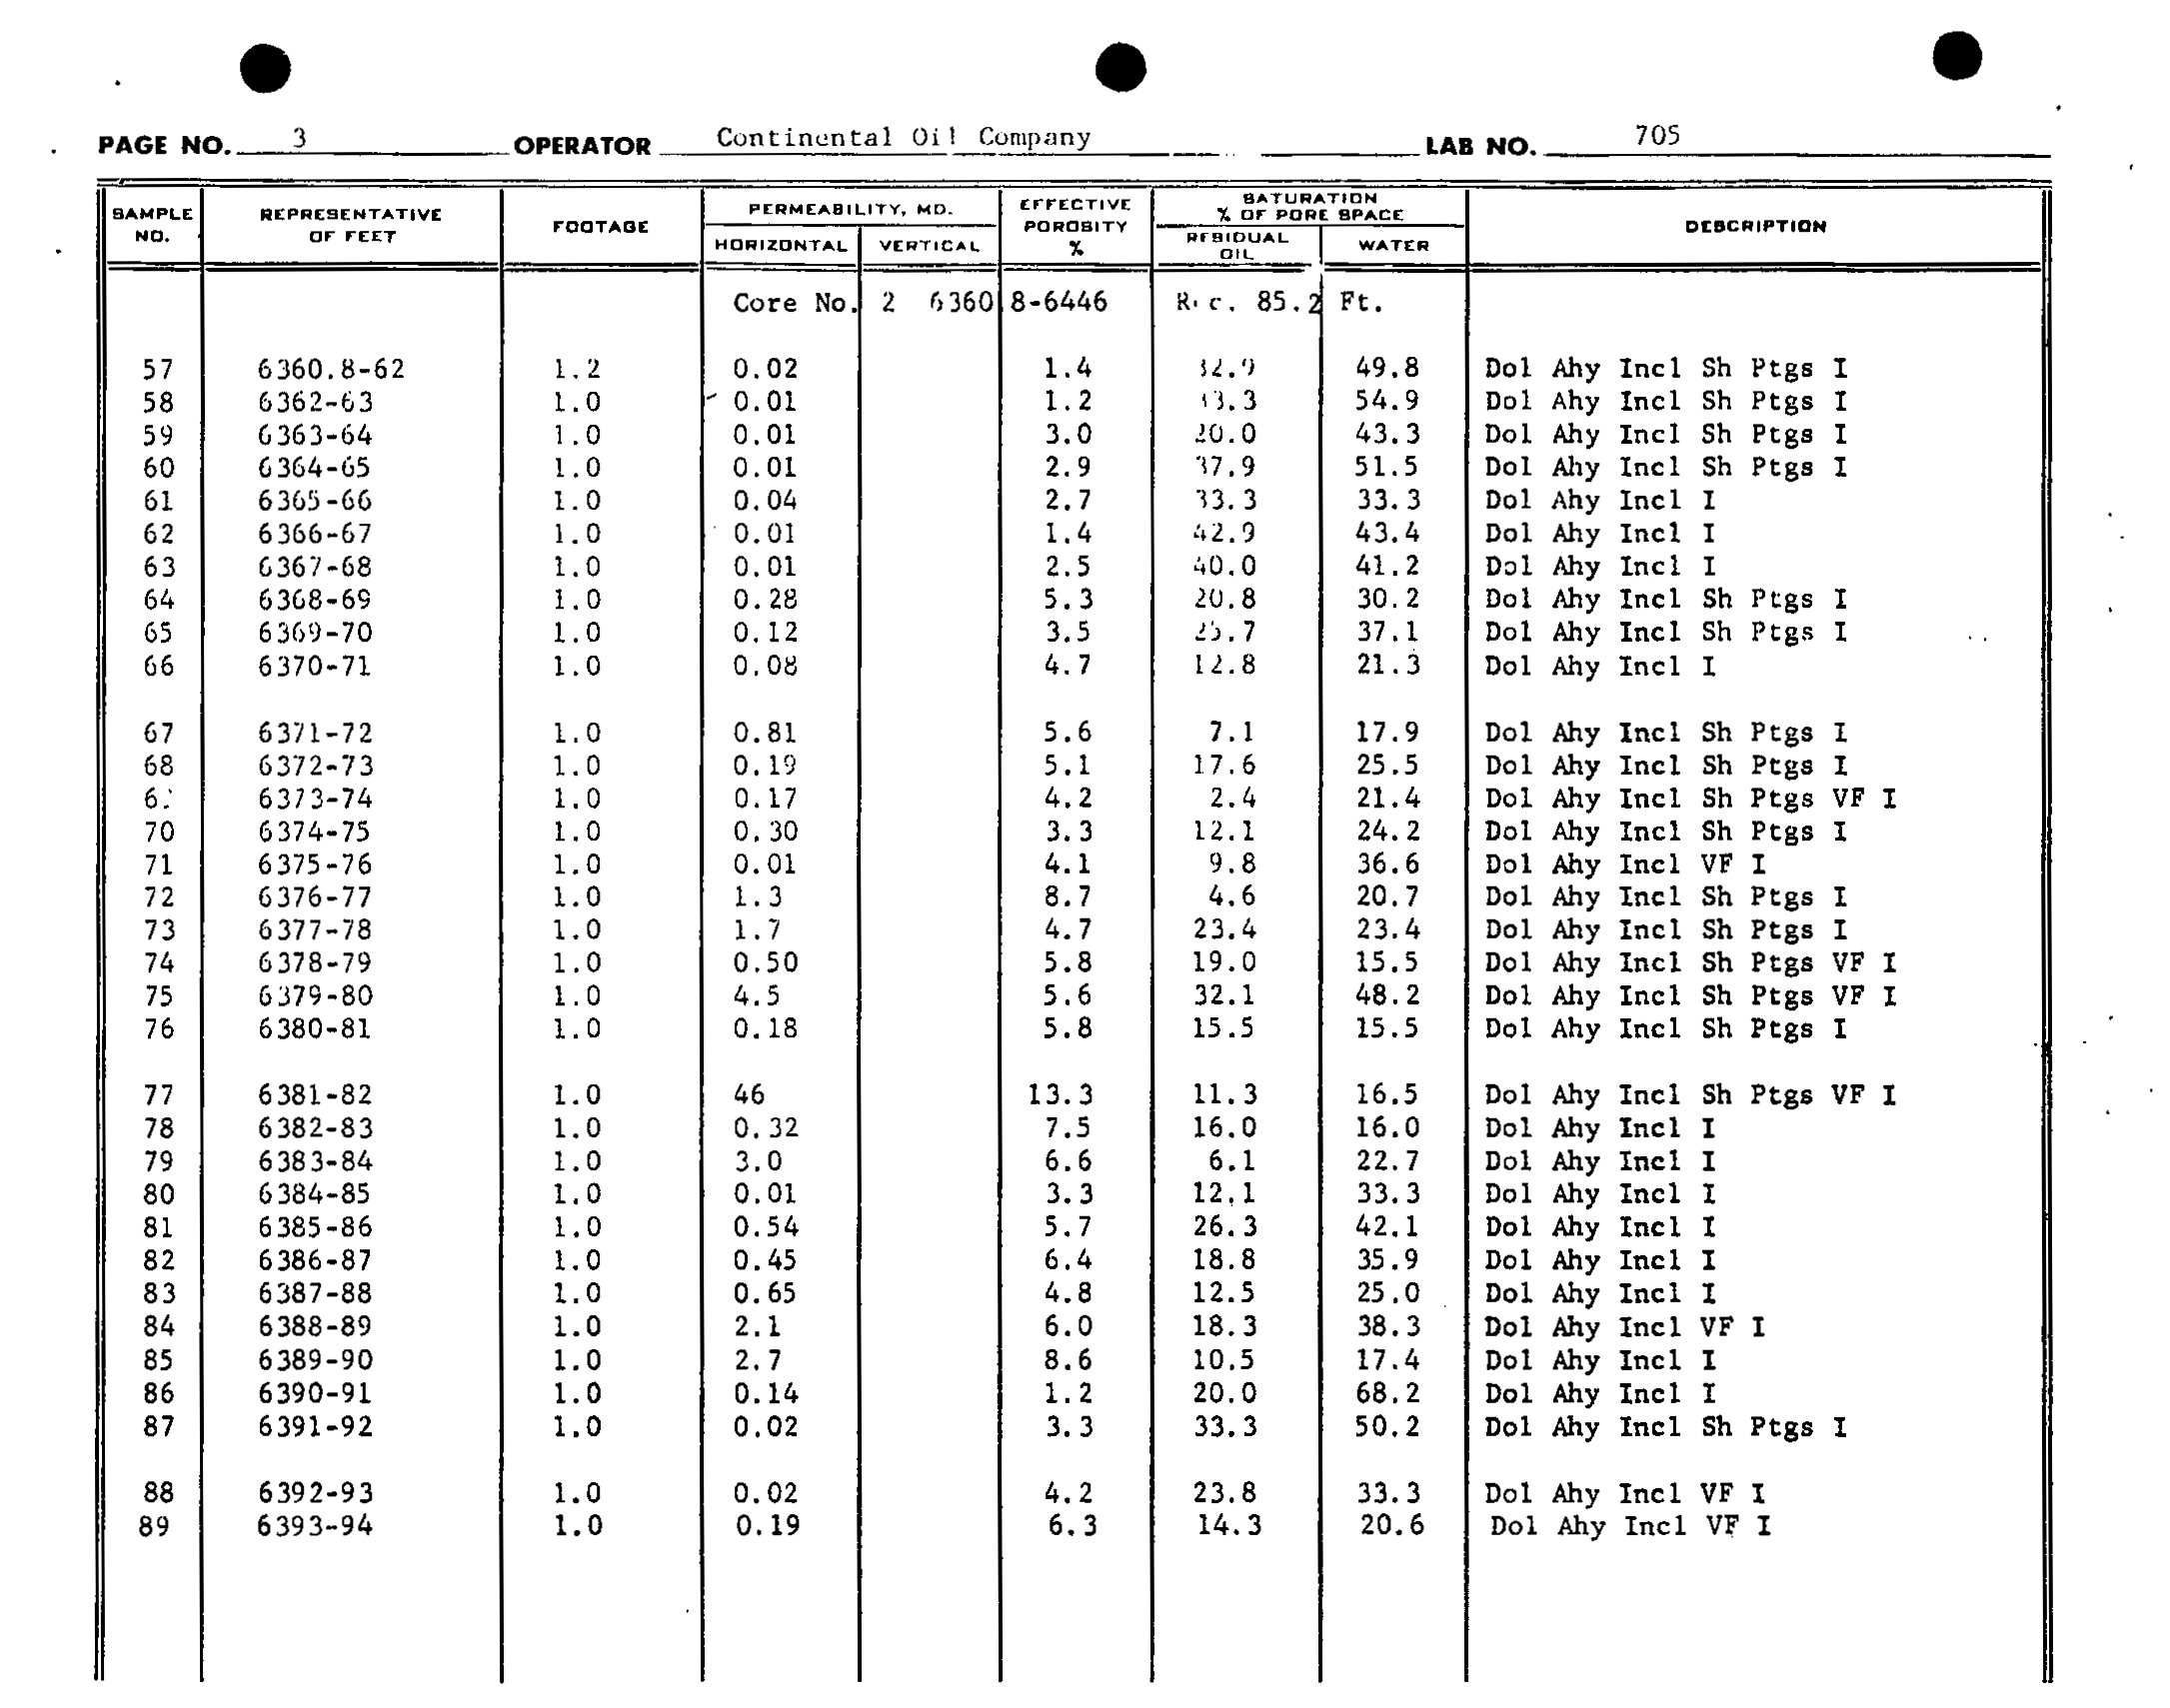 PAGE NO. 3 OPERATOR Continental Oil Company LAB NO. 705
SAMPLE NO. REPRESENTATIVE OF FEET FOOTAGE PERMEABILITY, MD. HORIZONTAL VERTICAL EFFECTIVE POROSITY % SATURATION % OF PORE SPACE RESIDUAL OIL WATER DESCRIPTION
Core No. 2 6360.8-6446 Rec. 85.2 Ft.
57 6360.8-62 1.2 0.02 1.4 49.8 Dol Ahy Incl Sh Ptgs I
58 6362-63 1.0 0.01 1.2 54.9 Dol Ahy Incl Sh Ptgs I
59 6363-64 1.0 0.01 3.0 20.0 43.3 Dol Ahy Incl Sh Ptgs I
60 6364-65 1.0 0.01 2.9 37.9 51.5 Dol Ahy Incl Sh Ptgs I
61 6365-66 1.0 0.04 2.7 33.3 33.3 Dol Ahy Incl I
62 6366-67 1.0 0.01 1.4 42.9 43.4 Dol Ahy Incl I
63 6367-68 1.0 0.01 2.5 40.0 41.2 Dol Ahy Incl I
64 6368-69 1.0 0.28 5.3 20.8 30.2 Dol Ahy Incl Sh Ptgs I
65 6369-70 1.0 0.12 3.5 25.7 37.1 Dol Ahy Incl Sh Ptgs I
66 6370-71 1.0 0.08 4.7 12.8 21.3 Dol Ahy Incl I
67 6371-72 1.0 0.81 5.6 7.1 17.9 Dol Ahy Incl Sh Ptgs I
68 6372-73 1.0 0.19 5.1 17.6 25.5 Dol Ahy Incl Sh Ptgs I
6373-74 1.0 0.17 4.2 2.4 21.4 Dol Ahy Incl Sh Ptgs VF I
70 6374-75 1.0 0.30 3.3 12.1 24.2 Dol Ahy Incl Sh Ptgs I
71 6375-76 1.0 0.01 4.1 9.8 36.6 Dol Ahy Incl VF I
72 6376-77 1.0 1.3 8.7 4.6 20.7 Dol Ahy Incl Sh Ptgs I
73 6377-78 1.0 1.7 4.7 23.4 23.4 Dol Ahy Incl Sh Ptgs I
74 6378-79 1.0 0.50 5.8 19.0 15.5 Dol Ahy Incl Sh Ptgs VF I
75 6379-80 1.0 4.5 5.6 32.1 48.2 Dol Ahy Incl Sh Ptgs VF I
76 6380-81 1.0 0.18 5.8 15.5 15.5 Dol Ahy Incl Sh Ptgs I
77 6381-82 1.0 46 13.3 11.3 16.5 Dol Ahy Incl Sh Ptgs VF I
78 6382-83 1.0 0.32 7.5 16.0 16.0 Dol Ahy Incl I
79 6383-84 1.0 3.0 6.6 6.1 22.7 Dol Ahy Incl I
80 6384-85 1.0 0.01 3.3 12.1 33.3 Dol Ahy Incl I
81 6385-86 1.0 0.54 5.7 26.3 42.1 Dol Ahy Incl I
82 6386-87 1.0 0.45 6.4 18.8 35.9 Dol Ahy Incl I
83 6387-88 1.0 0.65 4.8 12.5 25.0 Dol Ahy Incl I
84 6388-89 1.0 2.1 6.0 18.3 38.3 Dol Ahy Incl VF I
85 6389-90 1.0 2.7 8.6 10.5 17.4 Dol Ahy Incl I
86 6390-91 1.0 0.14 1.2 20.0 68.2 Dol Ahy Incl I
87 6391-92 1.0 0.02 3.3 33.3 50.2 Dol Ahy Incl Sh Ptgs I
88 6392-93 1.0 0.02 4.2 23.8 33.3 Dol Ahy Incl VF I
89 6393-94 1.0 0.19 6.3 14.3 20.6 Dol Ahy Incl VF I